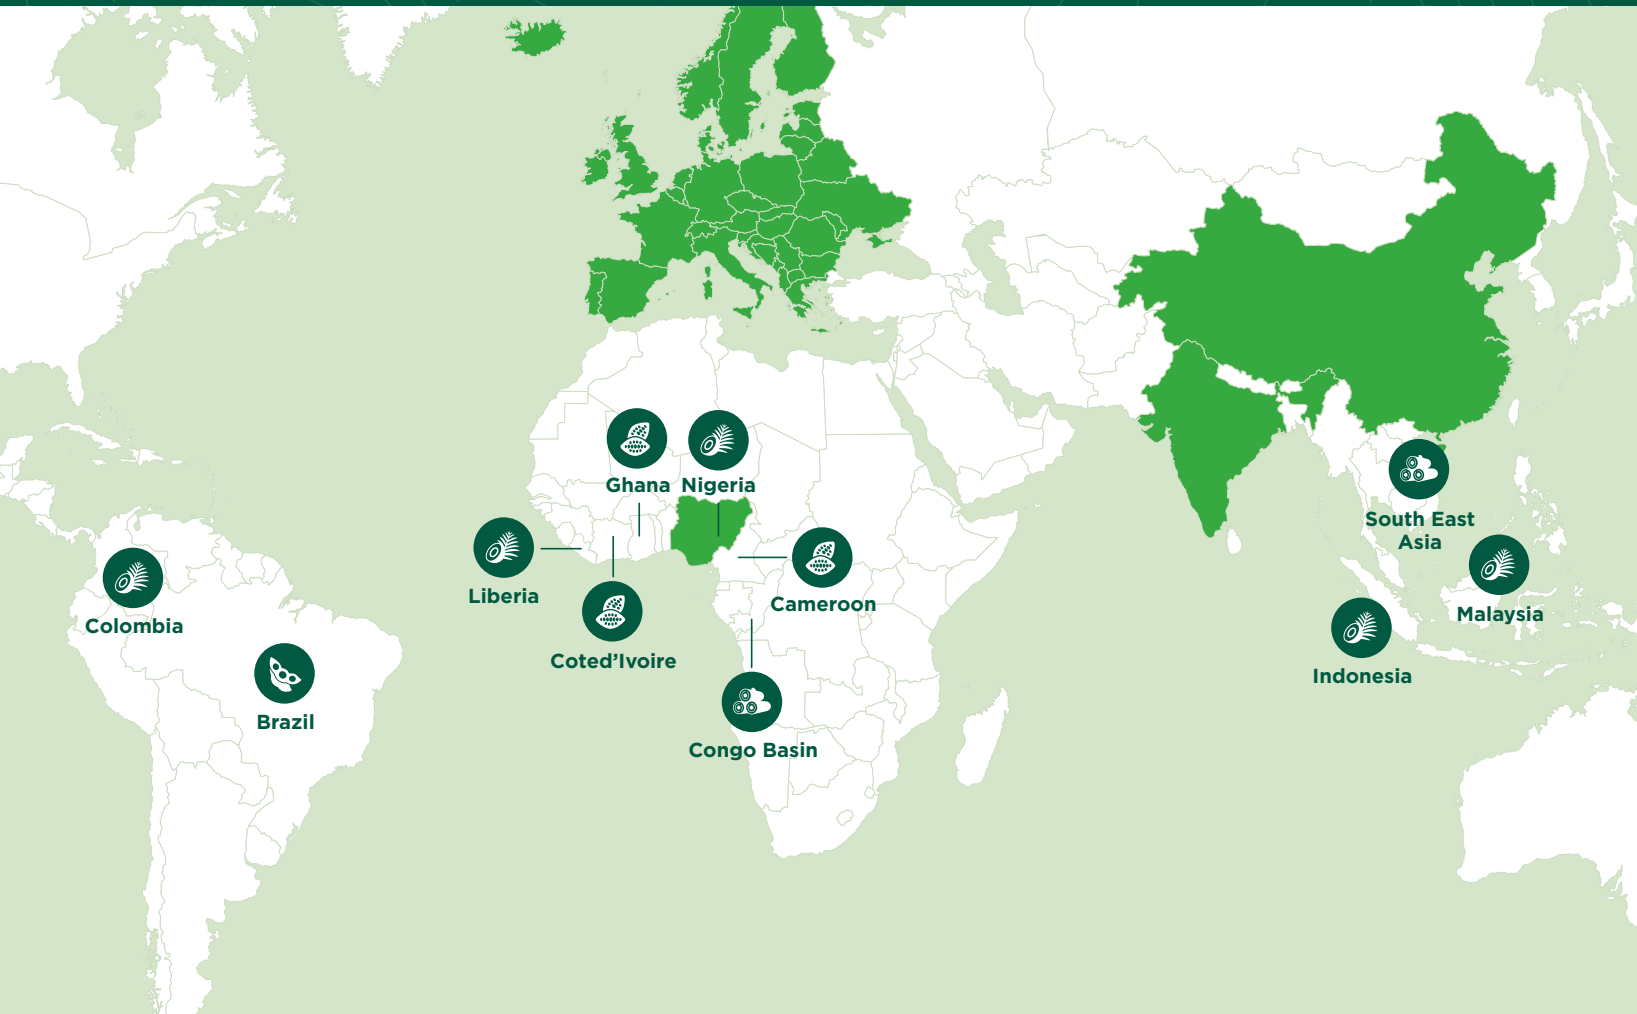 Ghana
Nigeria
South East
Asia
Liberia
Cameroon
Malaysia
Colombia
Coted’Ivoire
Indonesia
Brazil
Congo Basin